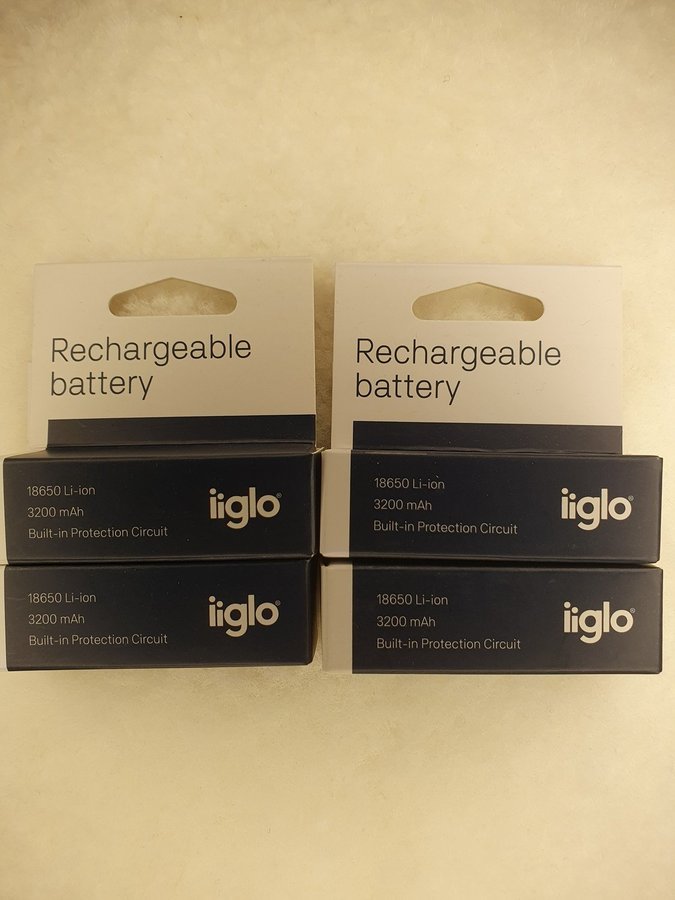 Rechargeable
battery
Rechargeable
battery
18650 Li-ion
3200 mAh
Built-in Protection Circuit
iiglo®
18650 Li-ion
3200 mAh
Built-in Protection Circuit
iiglo®
18650 Li-ion
3200 mAh
Built-in Protection Circuit
iiglo®
18650 Li-ion
3200 mAh
Built-in Protection Circuit
iiglo®